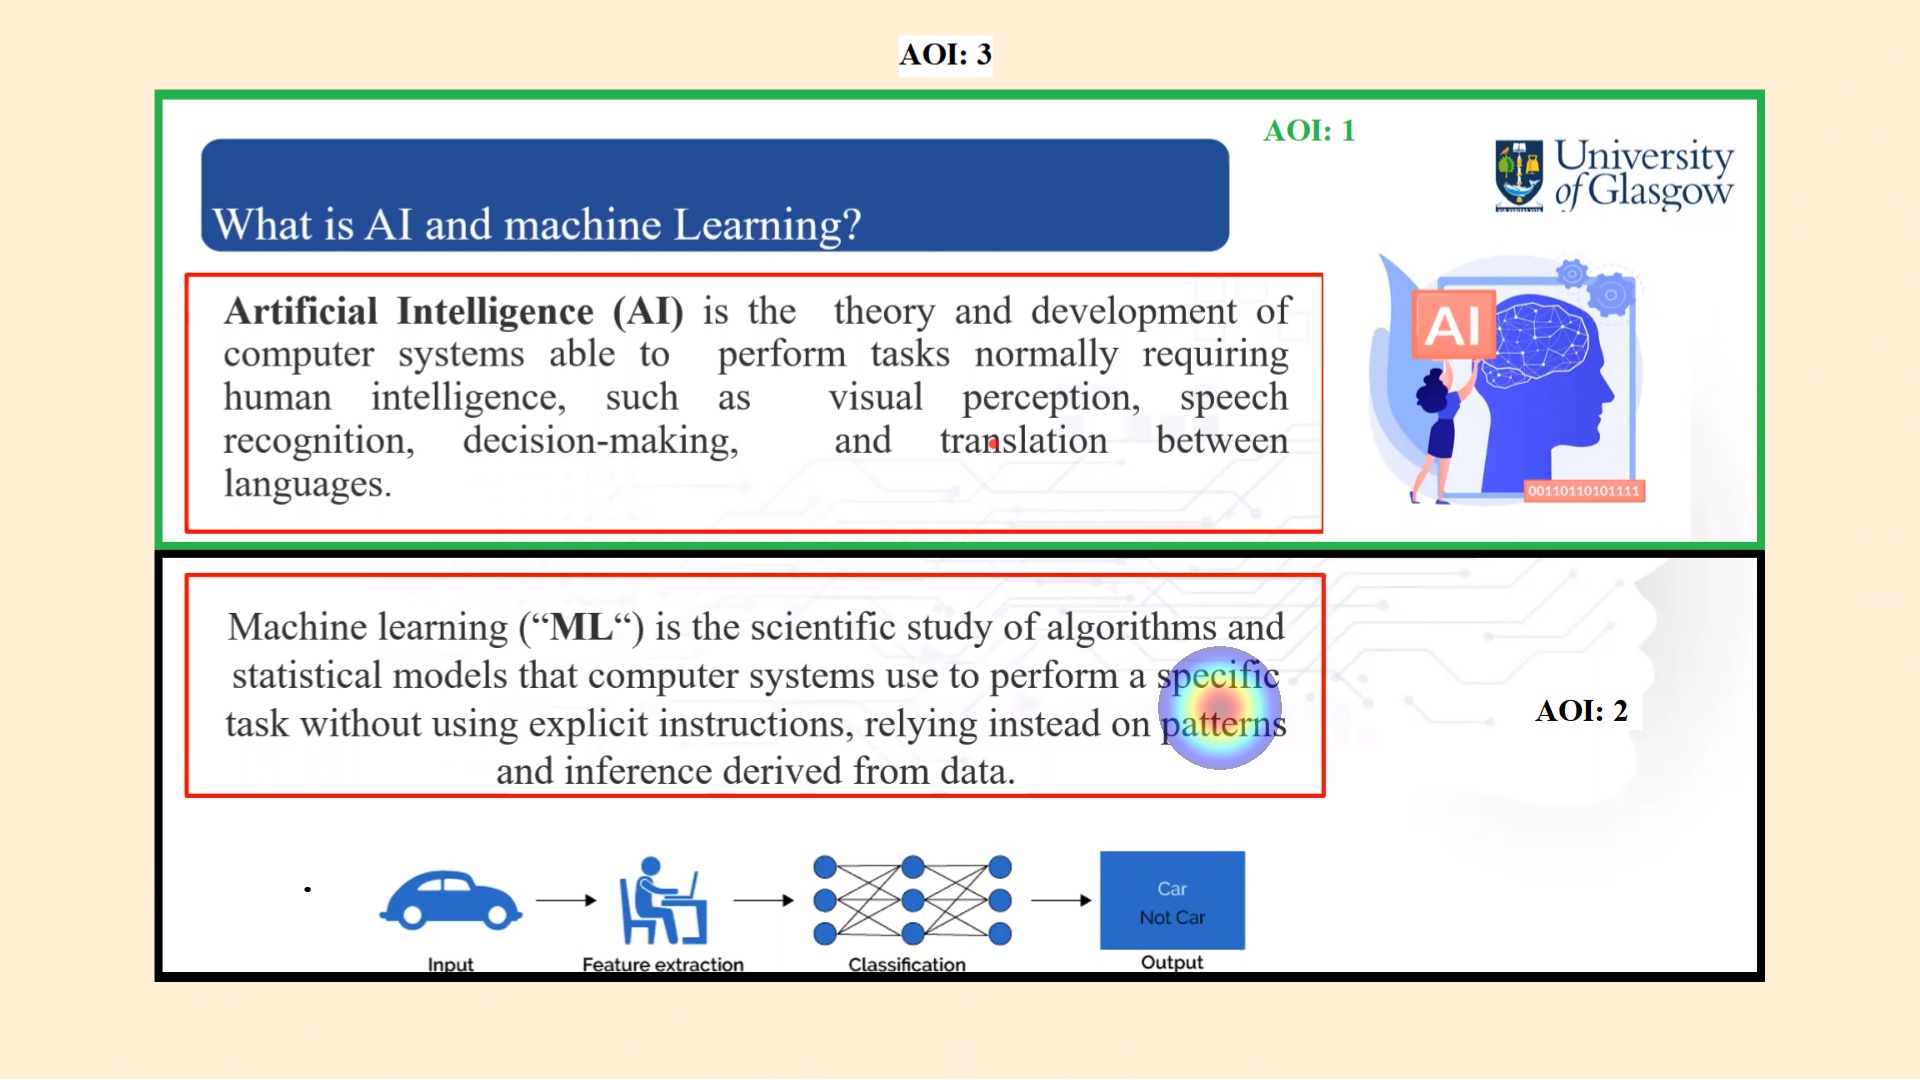 AOI: 3
AOI: 1
University
of Glasgow
What is AI and machine Learning?
Artificial Intelligence (AI) is the theory and development of
computer systems able to perform tasks normally requiring
human intelligence, such as visual perception, speech
recognition, decision-making, and translation between
languages.
AI
00110110101111
Machine learning (“ML“) is the scientific study of algorithms and
statistical models that computer systems use to perform a specific
task without using explicit instructions, relying instead on patterns
and inference derived from data.
AOI: 2
Car
Not Car
Input
Feature extraction
Classification
Output